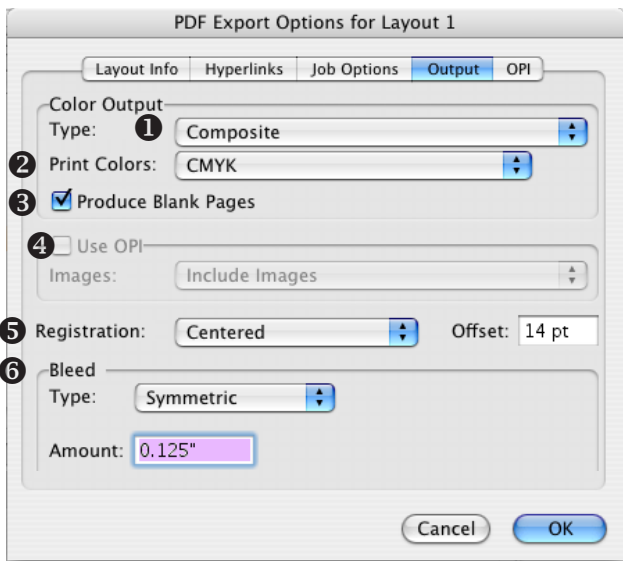 PDF Export Options for Layout 1
Layout Info Hyperlinks Job Options Output OPI
Color Output
1 Type: Composite
2 Print Colors: CMYK
3 Produce Blank Pages
4 Use OPI
Images: Include Images
5 Registration: Centered Offset: 14 pt
6 Bleed
Type: Symmetric
Amount: 0.125"
Cancel OK